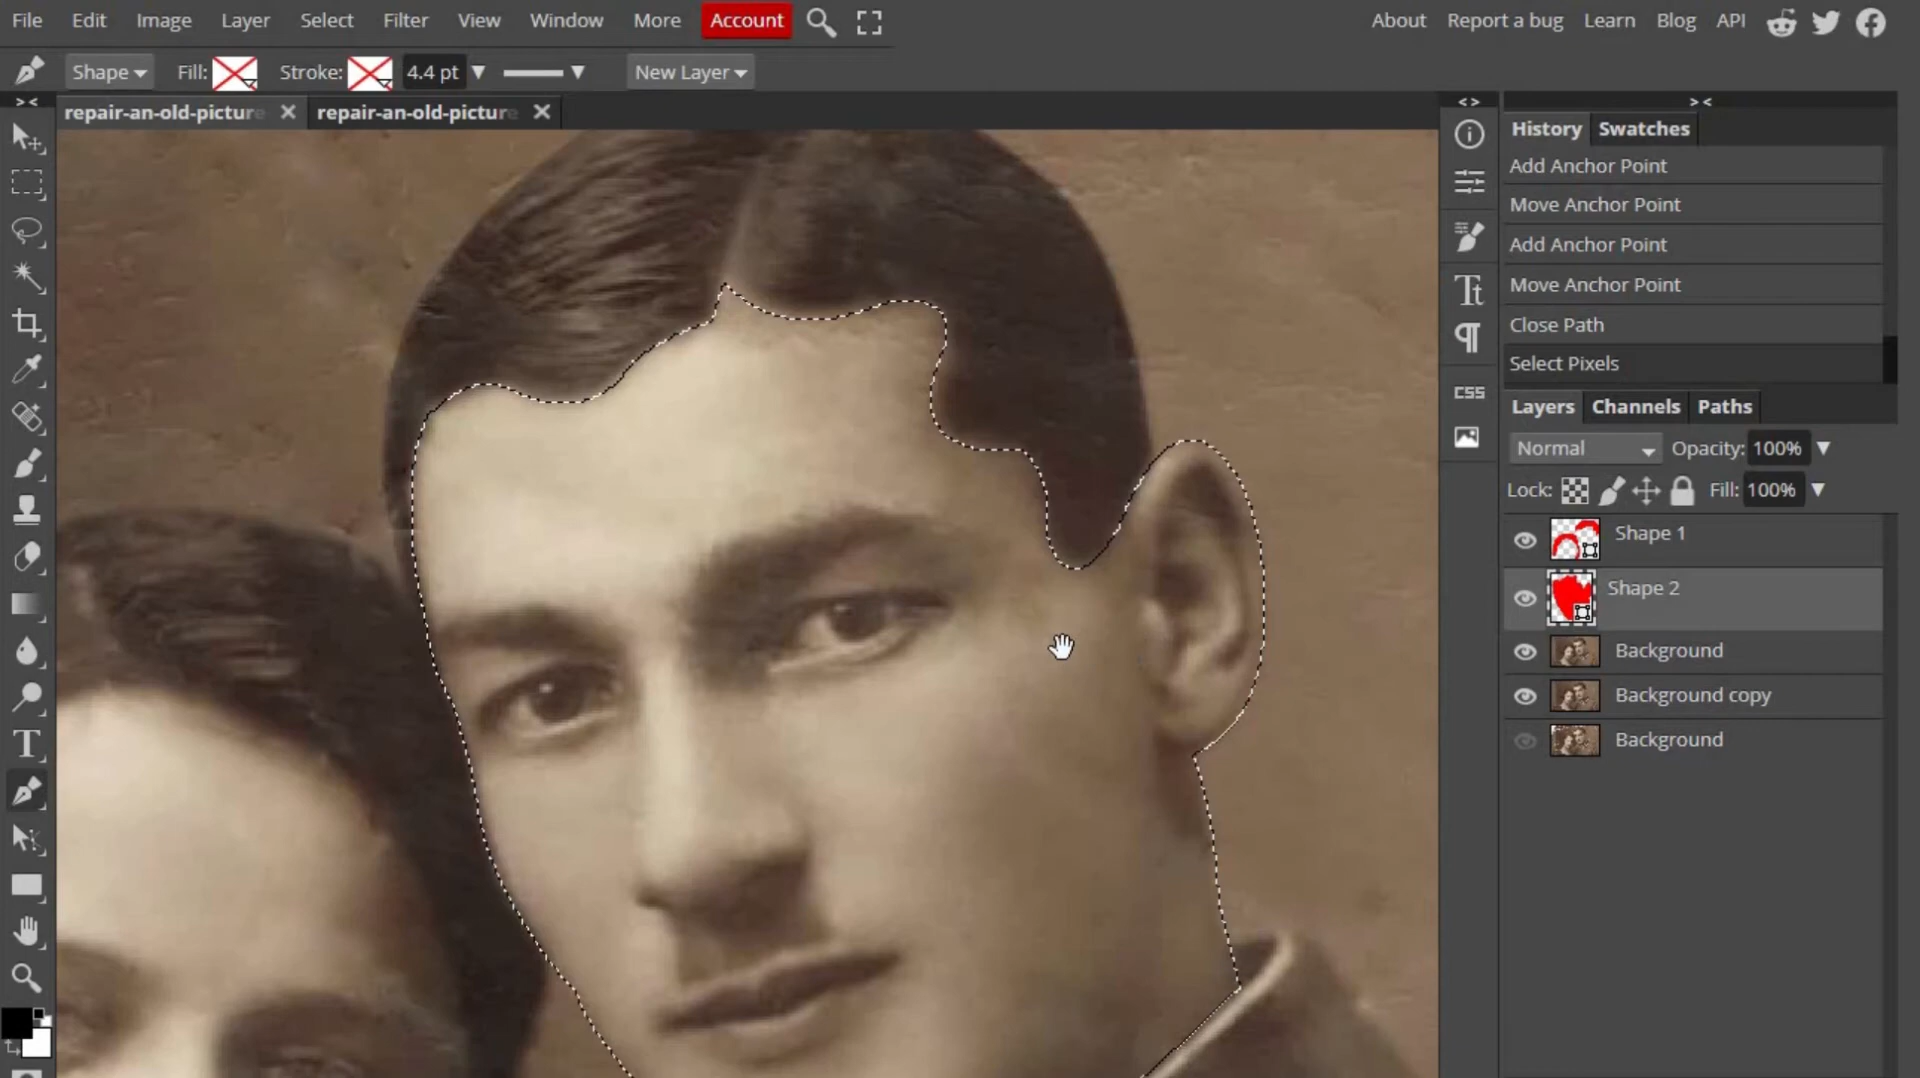 File Edit Image Layer Select Filter View Window More Account About Report a bug Learn Blog API
Shape Fill: Stroke: 4.4 pt New Layer
repair-an-old-picture repair-an-old-picture
History Swatches
Add Anchor Point
Move Anchor Point
Add Anchor Point
Move Anchor Point
Close Path
Select Pixels
CSS
Layers Channels Paths
Normal Opacity: 100%
Lock: Fill: 100%
Shape 1
Shape 2
Background
Background copy
Background